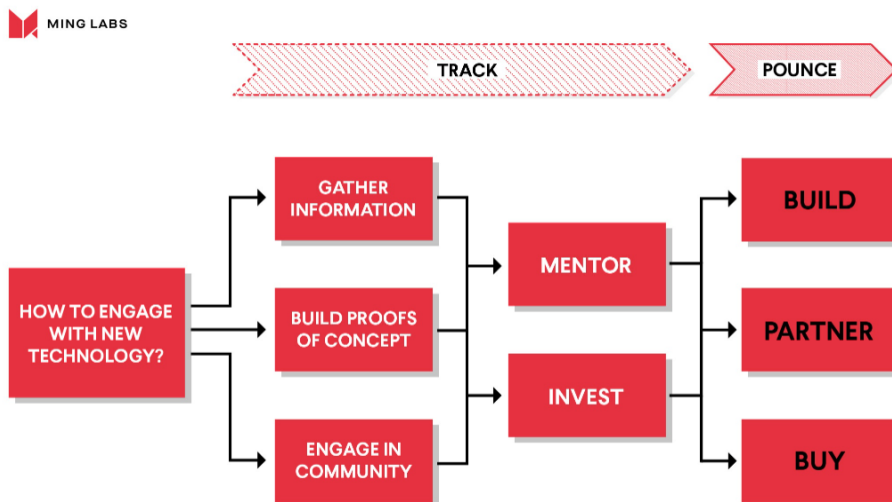 MING LABS
TRACK
POUNCE
GATHER
INFORMATION
BUILD
HOW TO ENGAGE
WITH NEW
TECHNOLOGY?
BUILD PROOFS
OF CONCEPT
MENTOR
PARTNER
INVEST
ENGAGE IN
COMMUNITY
BUY